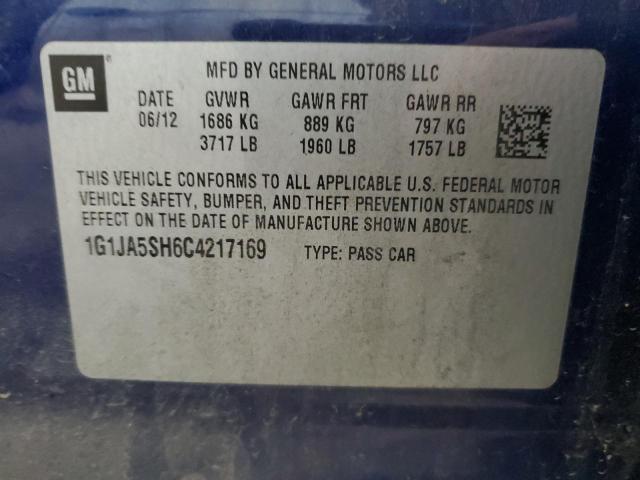 GM
®
MFD BY GENERAL MOTORS LLC
DATE GVWR GAWR FRT GAWR RR
06/12 1686 KG 889 KG 797 KG
3717 LB 1960 LB 1757 LB
THIS VEHICLE CONFORMS TO ALL APPLICABLE U.S. FEDERAL MOTOR
VEHICLE SAFETY, BUMPER, AND THEFT PREVENTION STANDARDS IN
EFFECT ON THE DATE OF MANUFACTURE SHOWN ABOVE.
1G1JA5SH6C4217169 TYPE: PASS CAR